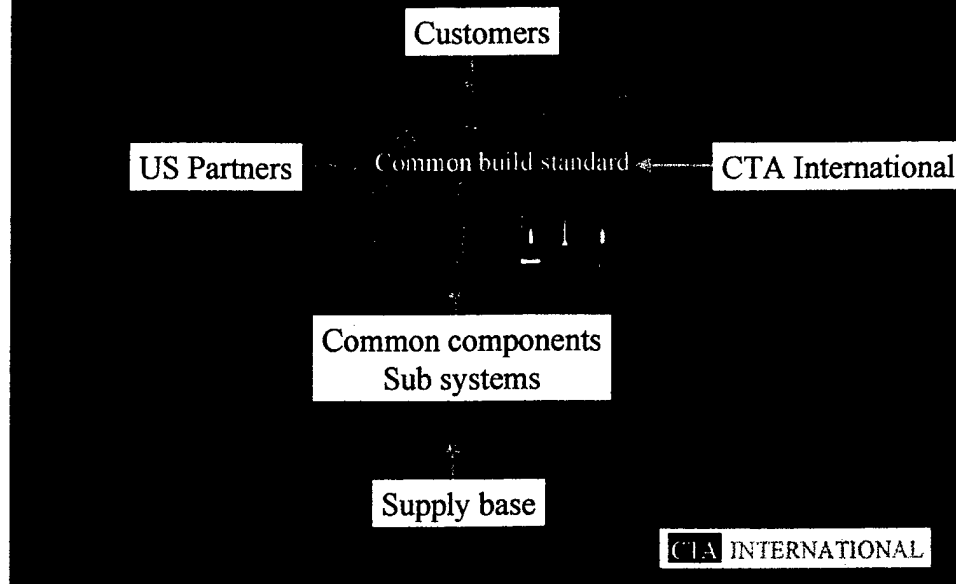 Customers
US Partners
Common build standard
CTA International
Common components
Sub systems
Supply base
CTA INTERNATIONAL